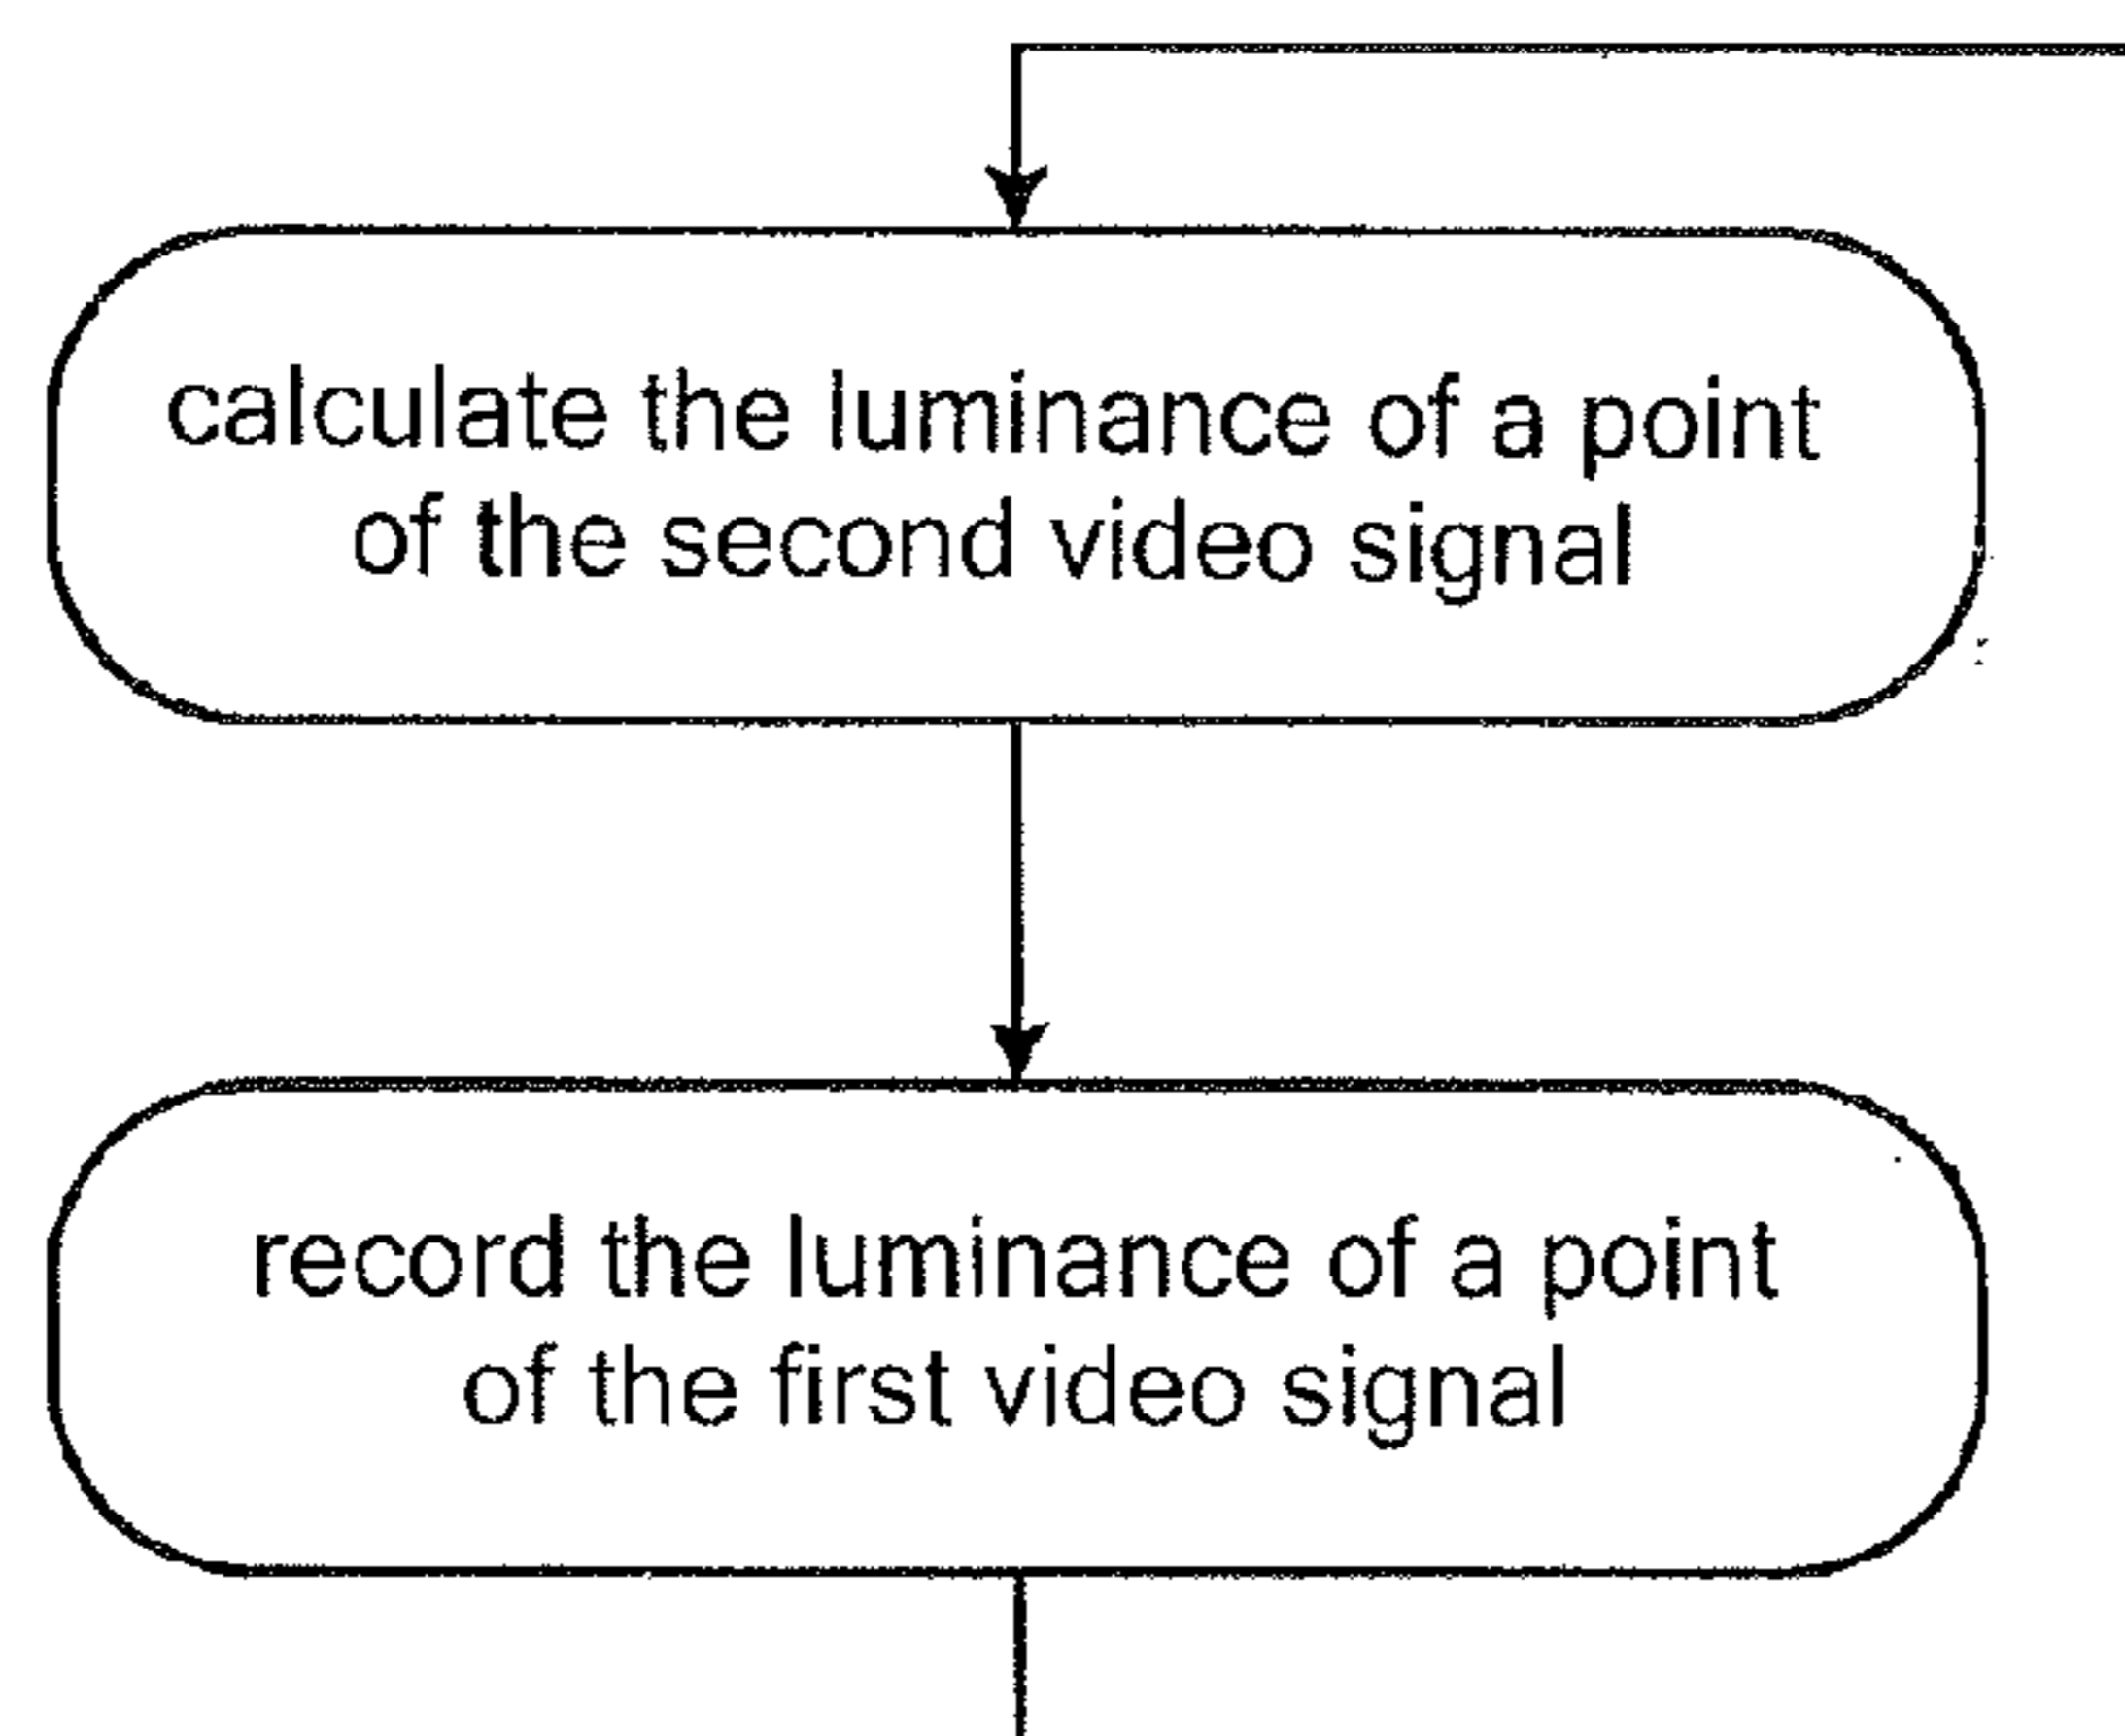 calculate the luminance of a point
of the second video signal
record the luminance of a point
of the first video signal